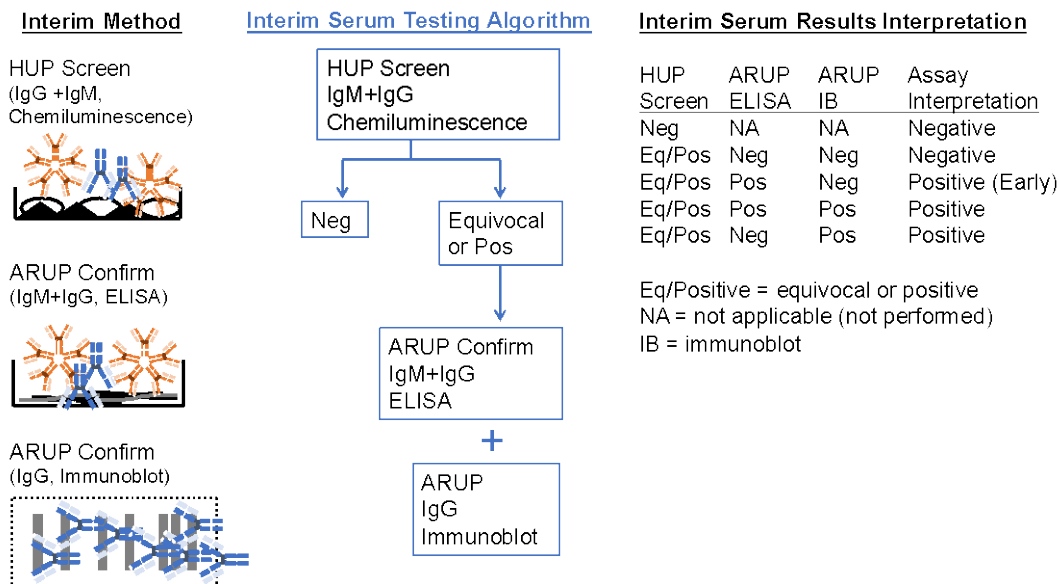 Interim Method
HUP Screen
(IgG +IgM,
Chemiluminescence)
ARUP Confirm
(IgM+IgG, ELISA)
ARUP Confirm
(IgG, Immunoblot)
Interim Serum Testing Algorithm
HUP Screen
IgM+IgG
Chemiluminescence
Neg
Equivocal
or Pos
ARUP Confirm
IgM+IgG
ELISA
+
ARUP
IgG
Immunoblot
Interim Serum Results Interpretation
HUP ARUP ARUP Assay
Screen ELISA IB Interpretation
Neg NA NA Negative
Eq/Pos Neg Neg Negative
Eq/Pos Pos Neg Positive (Early)
Eq/Pos Pos Pos Positive
Eq/Pos Neg Pos Positive
Eq/Positive = equivocal or positive
NA = not applicable (not performed)
IB = immunoblot